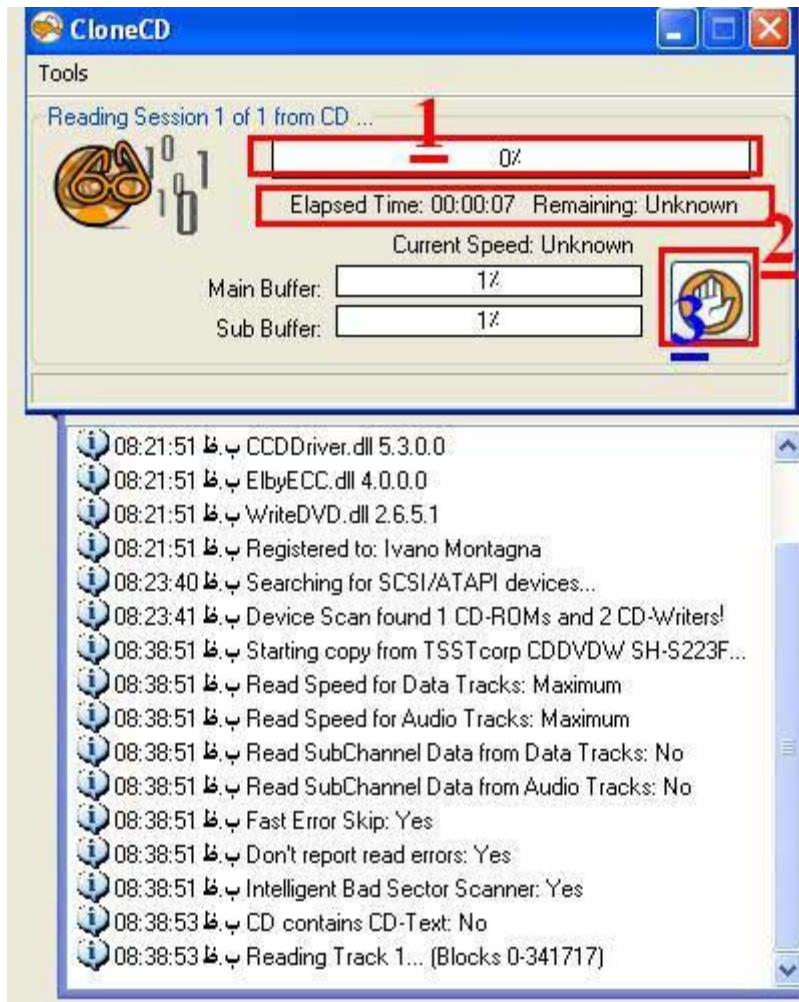 CloneCD
Tools
Reading Session 1 of 1 from CD ...
1
0%
Elapsed Time: 00:00:07 Remaining: Unknown
2
Current Speed: Unknown
Main Buffer: 1%
3
Sub Buffer: 1%
08:21:51 ب.ظ CCDDriver.dll 5.3.0.0
08:21:51 ب.ظ ElbyECC.dll 4.0.0.0
08:21:51 ب.ظ WriteDVD.dll 2.6.5.1
08:21:51 ب.ظ Registered to: Ivano Montagna
08:23:40 ب.ظ Searching for SCSI/ATAPI devices...
08:23:41 ب.ظ Device Scan found 1 CD-ROMs and 2 CD-Writers!
08:38:51 ب.ظ Starting copy from TSSTcorp CDDVDW SH-S223F...
08:38:51 ب.ظ Read Speed for Data Tracks: Maximum
08:38:51 ب.ظ Read Speed for Audio Tracks: Maximum
08:38:51 ب.ظ Read SubChannel Data from Data Tracks: No
08:38:51 ب.ظ Read SubChannel Data from Audio Tracks: No
08:38:51 ب.ظ Fast Error Skip: Yes
08:38:51 ب.ظ Don't report read errors: Yes
08:38:51 ب.ظ Intelligent Bad Sector Scanner: Yes
08:38:53 ب.ظ CD contains CD-Text: No
08:38:53 ب.ظ Reading Track 1... (Blocks 0-341717)